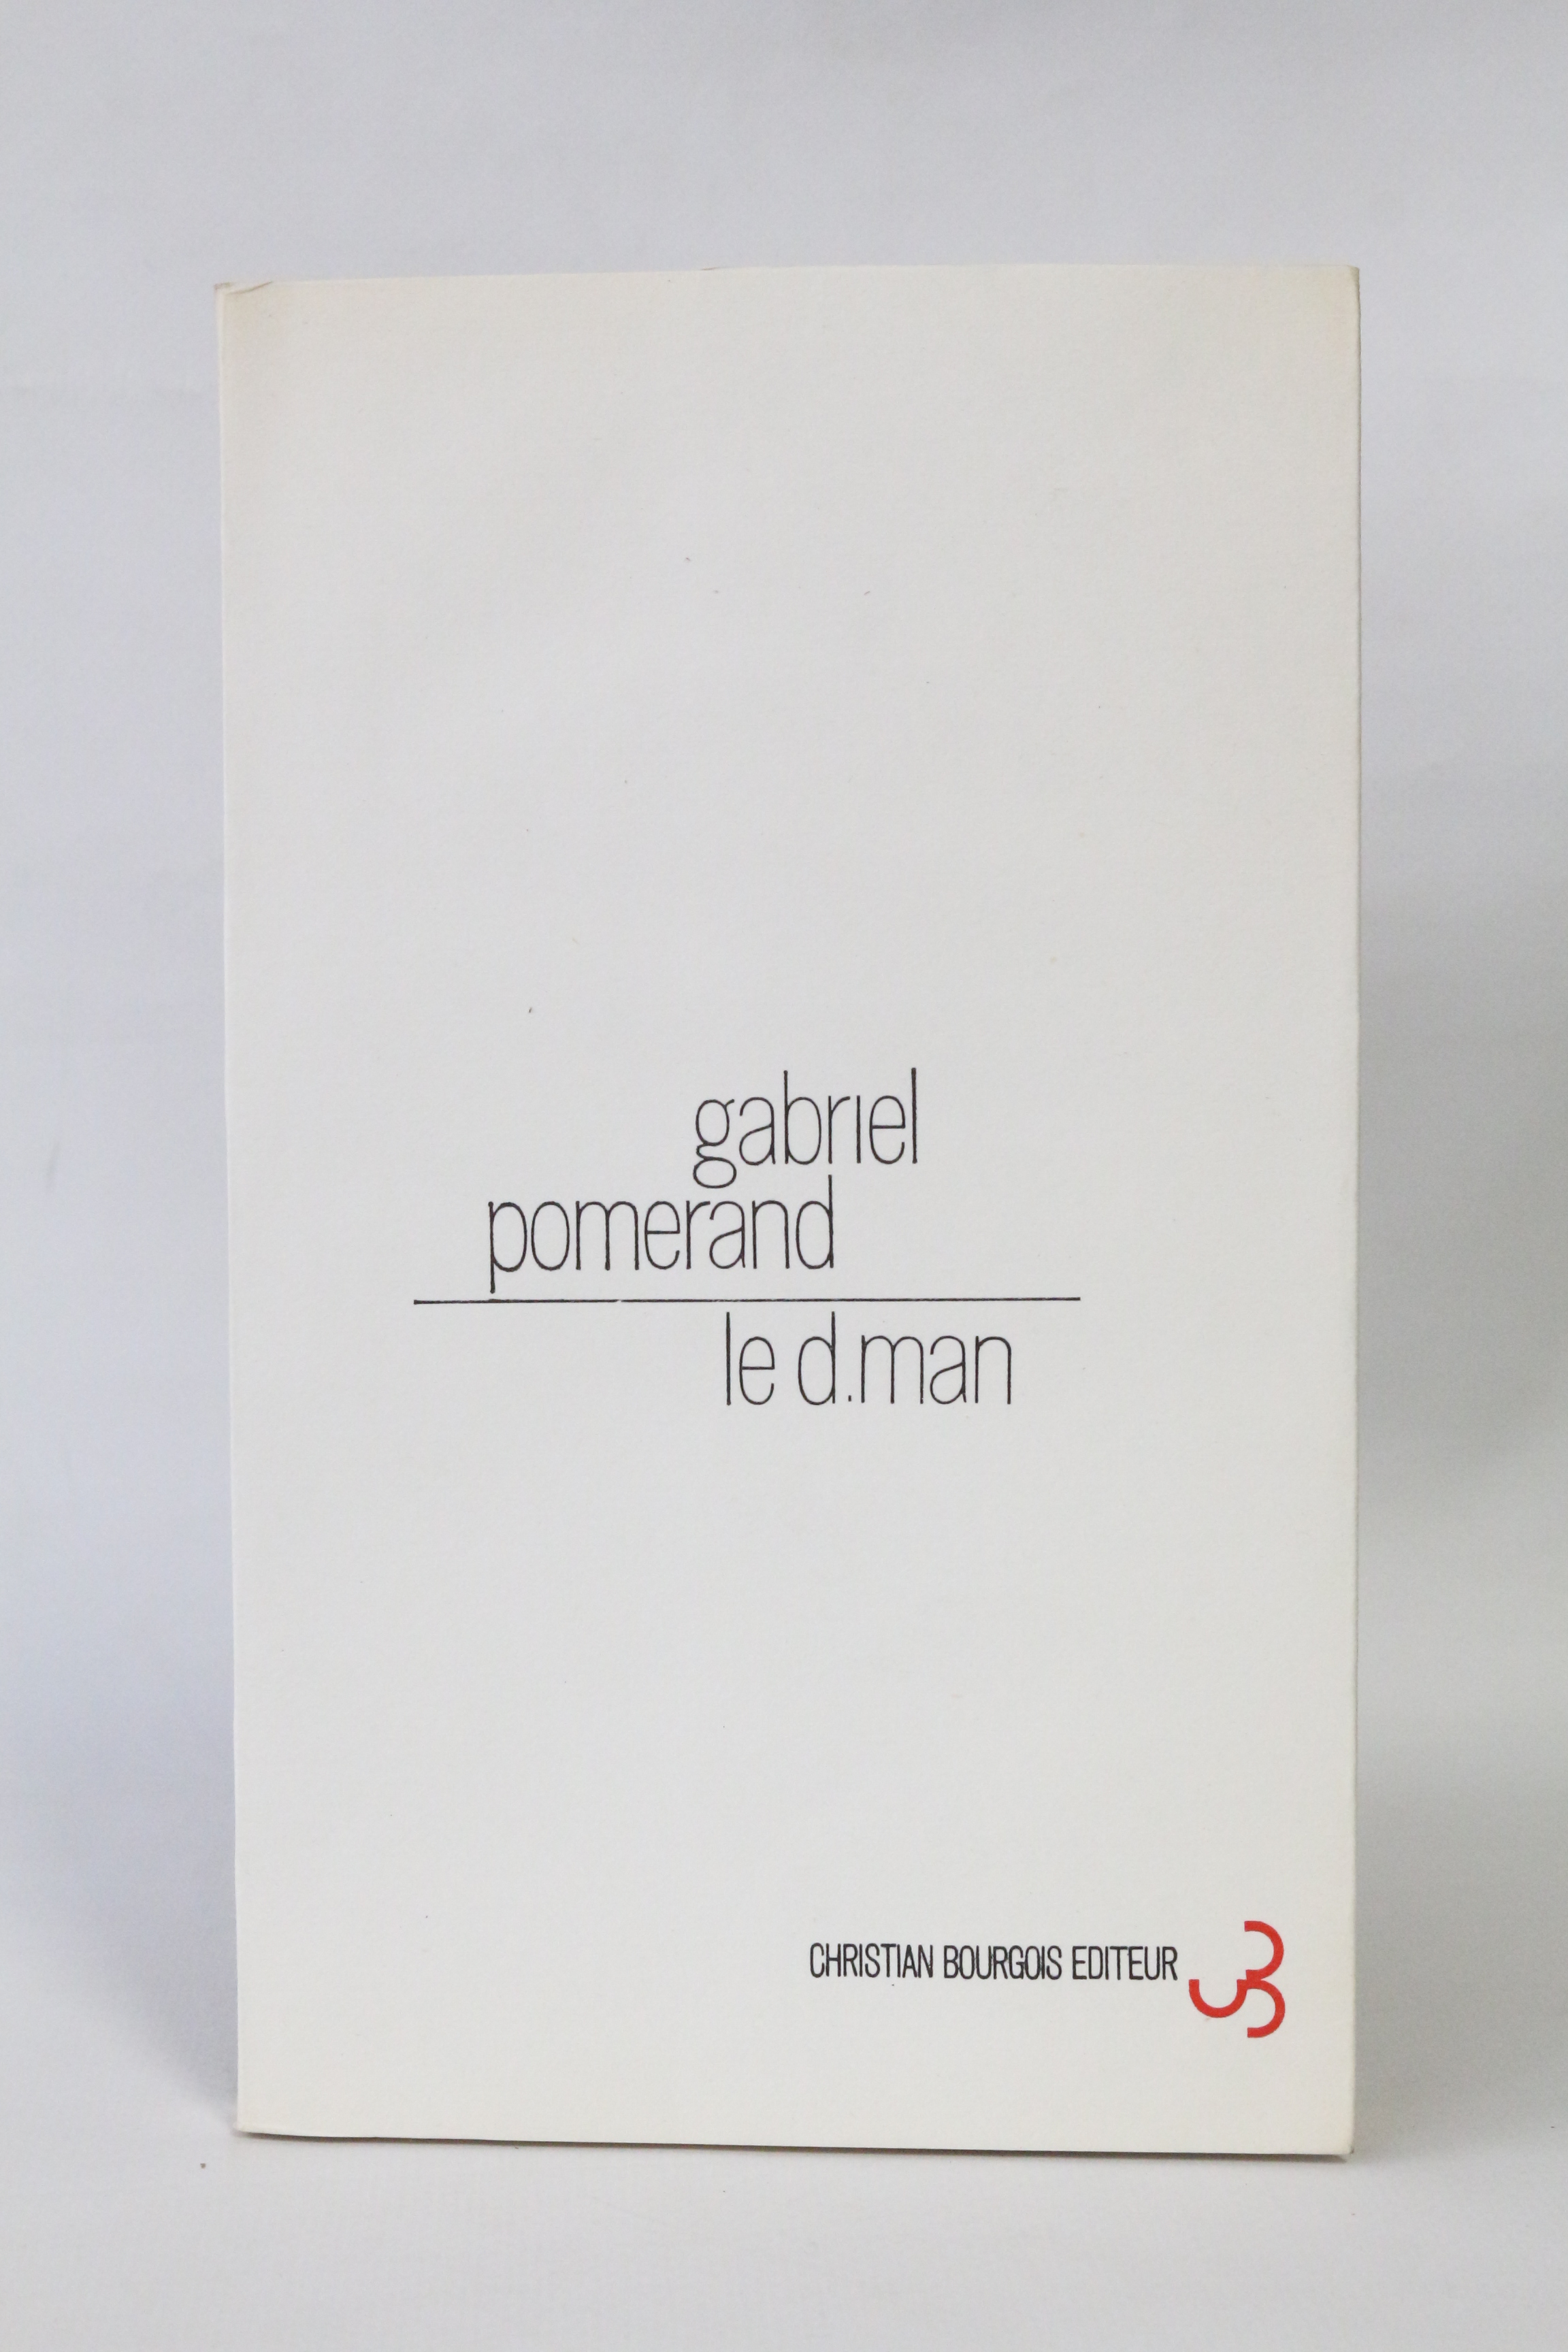 gabriel
pomerand
le d.man
CHRISTIAN BOURGOIS EDITEUR